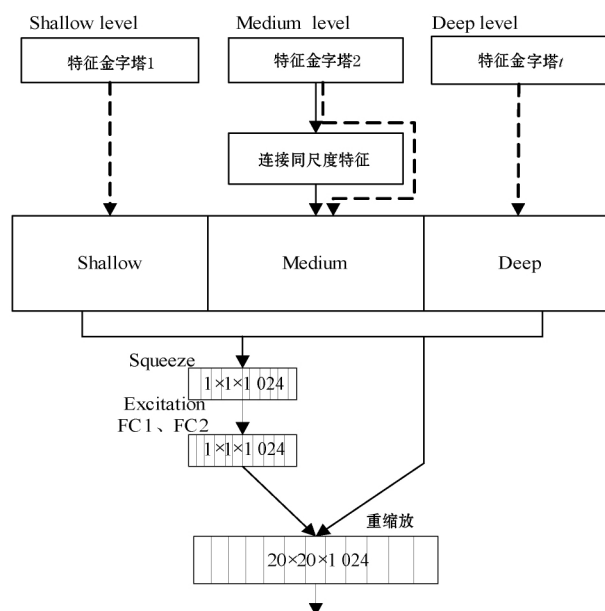 Shallow level Medium level Deep level
特征金字塔1 特征金字塔2 特征金字塔t
连接同尺度特征
Shallow Medium Deep
Squeeze
1×1×1 024
Excitation
FC1、FC2
1×1×1 024
重缩放
20×20×1 024